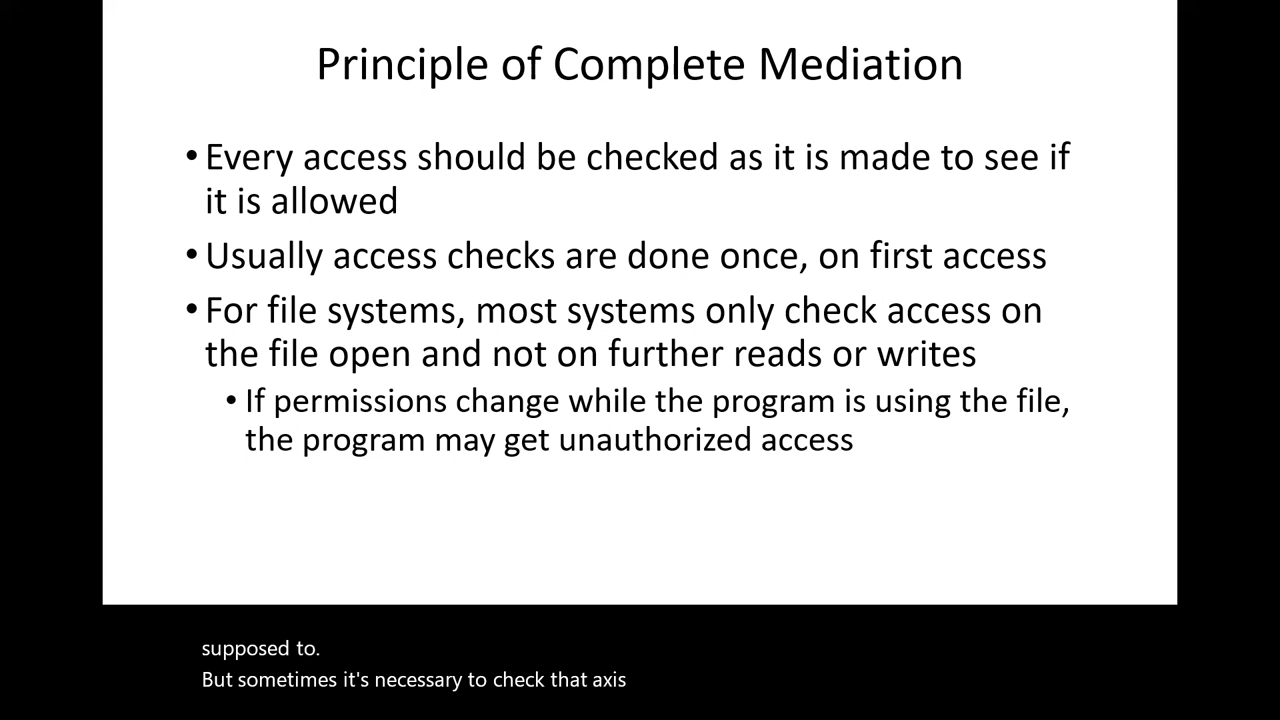 Principle of Complete Mediation
• Every access should be checked as it is made to see if
it is allowed
• Usually access checks are done once, on first access
• For file systems, most systems only check access on
the file open and not on further reads or writes
• If permissions change while the program is using the file,
the program may get unauthorized access
supposed to.
But sometimes it's necessary to check that axis